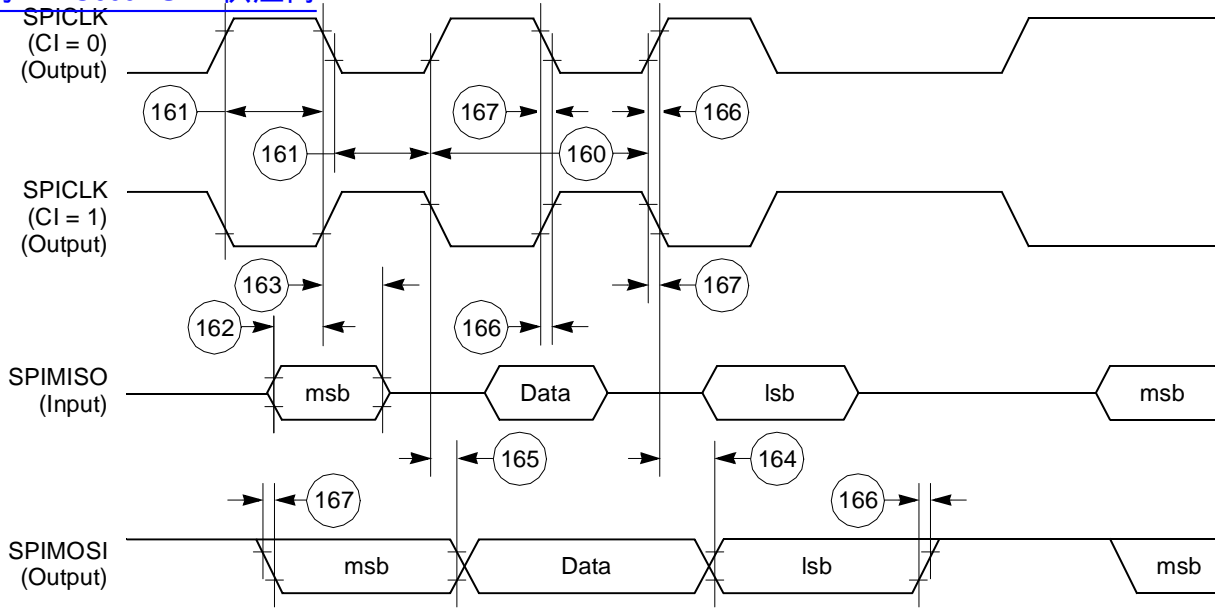 SPICLK
(CI = 0)
(Output)
161
167
166
161
160
SPICLK
(CI = 1)
(Output)
163
167
162
166
SPIMISO
(Input)
msb
Data
lsb
msb
165
164
167
166
SPIMOSI
(Output)
msb
Data
lsb
msb